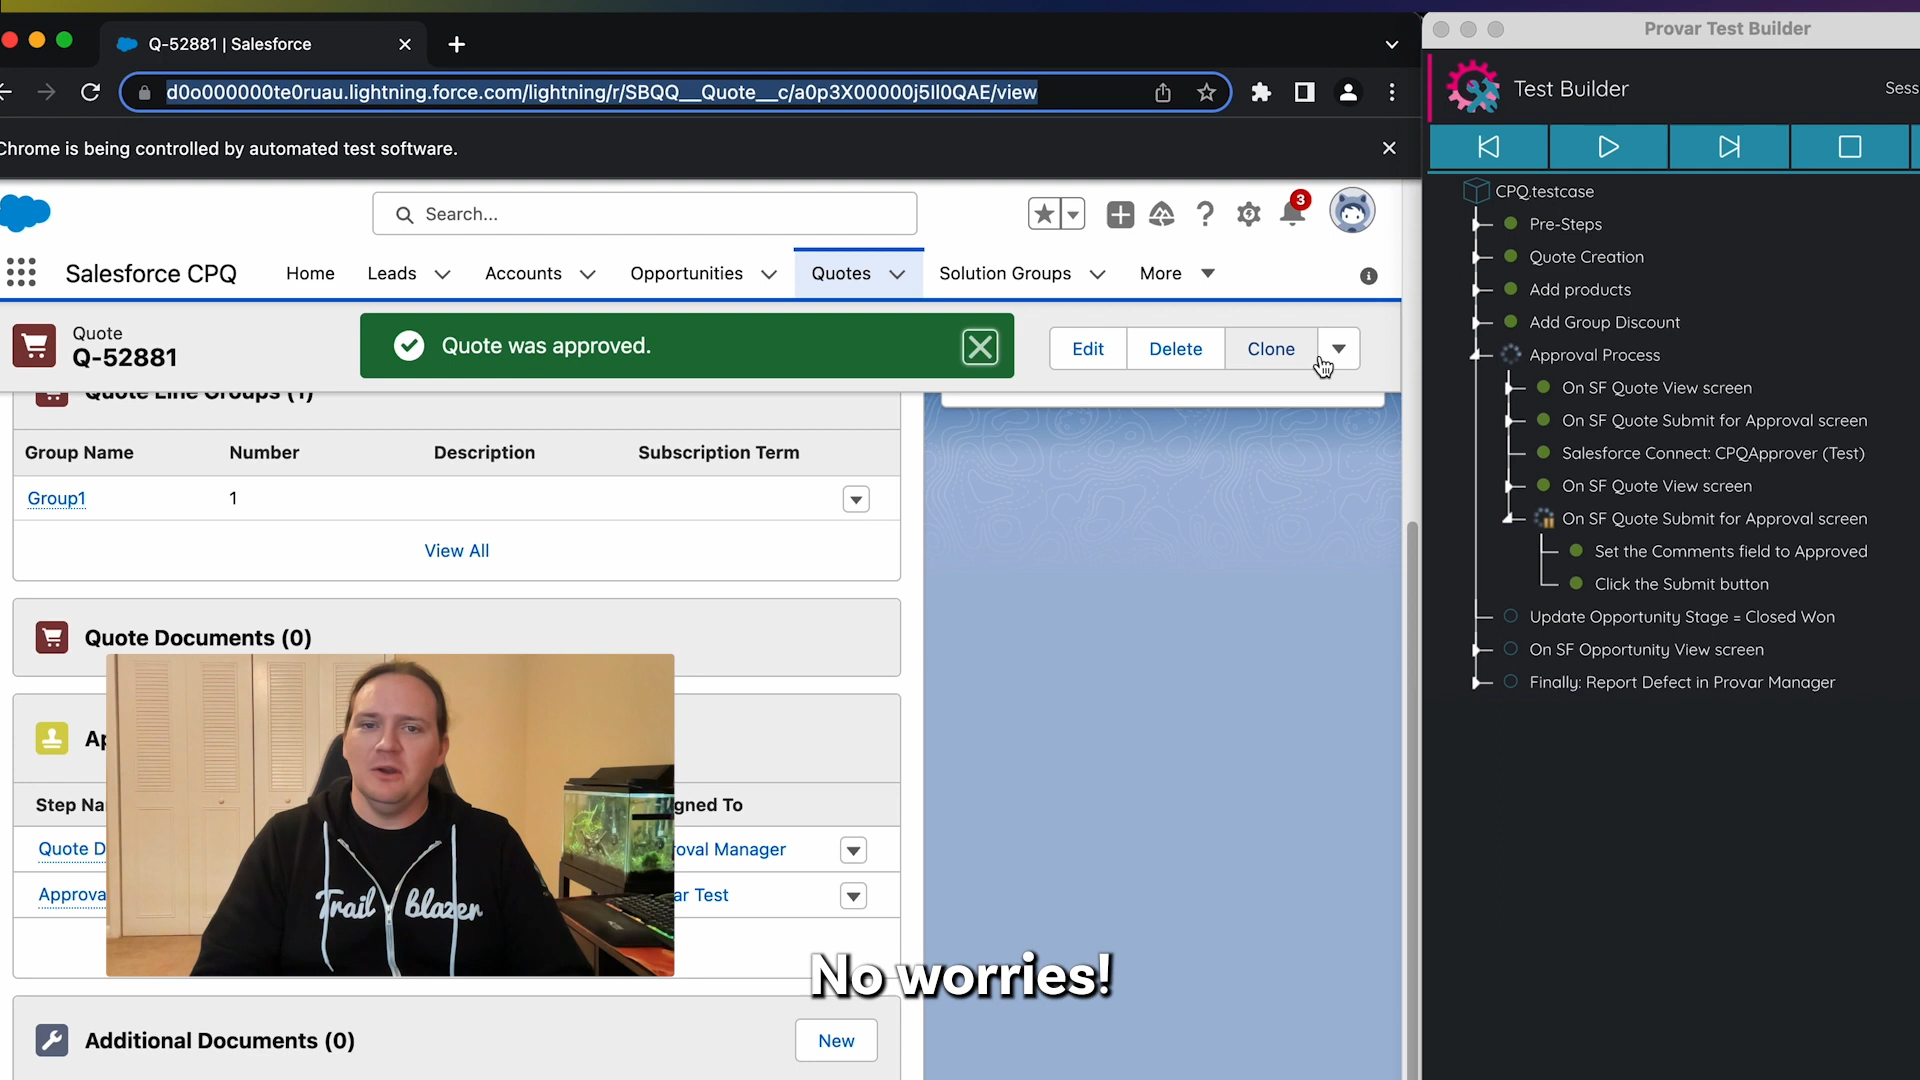 Q-52881 | Salesforce
d0o000000te0ruau.lightning.force.com/lightning/r/SBQQ__Quote__c/a0p3X00000j5Il0QAE/view
Chrome is being controlled by automated test software.
Search...
3
Salesforce CPQ
Home
Leads
Accounts
Opportunities
Quotes
Solution Groups
More
Quote
Q-52881
Quote was approved.
Edit
Delete
Clone
Quote Line Groups (1)
Group Name
Number
Description
Subscription Term
Group1
1
View All
Quote Documents (0)
Ap
Step Na
gned To
Quote D
roval Manager
Approva
ar Test
Trail blazer
No worries!
Additional Documents (0)
New
Provar Test Builder
Test Builder
Sess
CPQ.testcase
Pre-Steps
Quote Creation
Add products
Add Group Discount
Approval Process
On SF Quote View screen
On SF Quote Submit for Approval screen
Salesforce Connect: CPQApprover (Test)
On SF Quote View screen
On SF Quote Submit for Approval screen
Set the Comments field to Approved
Click the Submit button
Update Opportunity Stage = Closed Won
On SF Opportunity View screen
Finally: Report Defect in Provar Manager